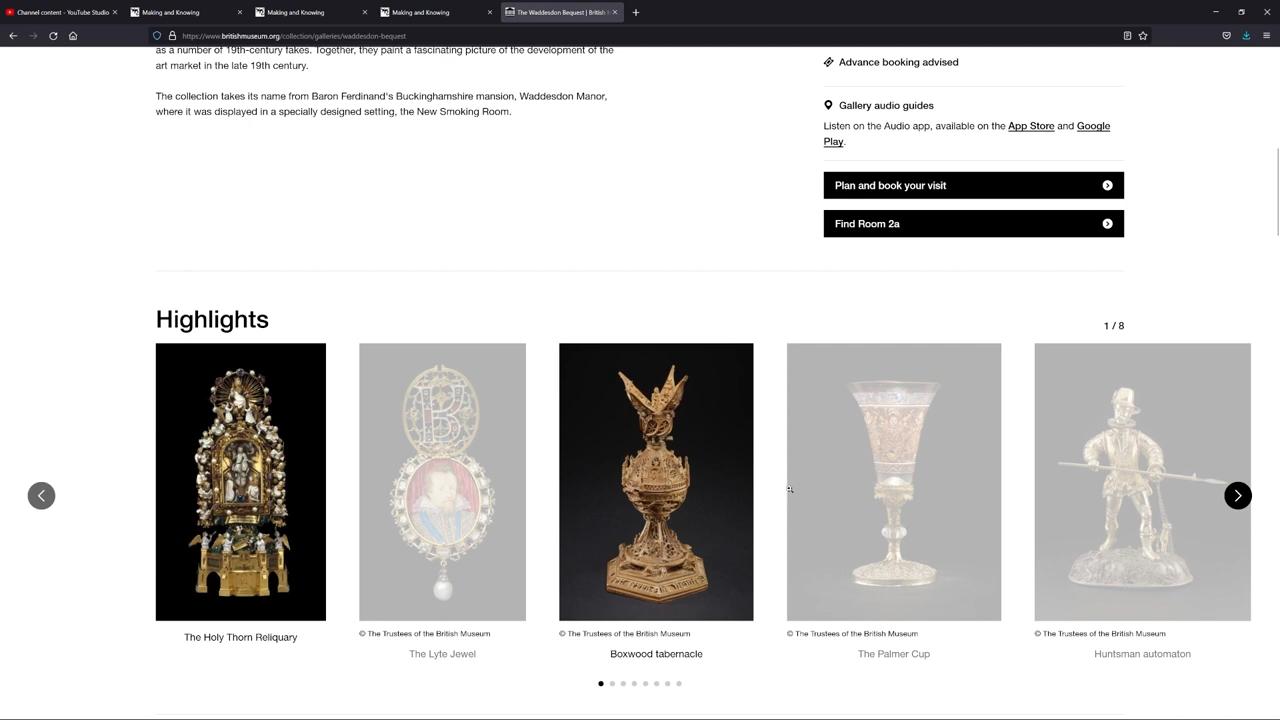 Channel content - YouTube Studio
Making and Knowing
Making and Knowing
Making and Knowing
The Waddesdon Bequest | British M
https://www.britishmuseum.org/collection/galleries/waddesdon-bequest
as a number of 19th-century fakes. Together, they paint a fascinating picture of the development of the
art market in the late 19th century.
The collection takes its name from Baron Ferdinand's Buckinghamshire mansion, Waddesdon Manor,
where it was displayed in a specially designed setting, the New Smoking Room.
Advance booking advised
Gallery audio guides
Listen on the Audio app, available on the App Store and Google
Play.
Plan and book your visit
Find Room 2a
Highlights
1 / 8
The Holy Thorn Reliquary
© The Trustees of the British Museum
The Lyte Jewel
© The Trustees of the British Museum
Boxwood tabernacle
© The Trustees of the British Museum
The Palmer Cup
© The Trustees of the British Museum
Huntsman automaton